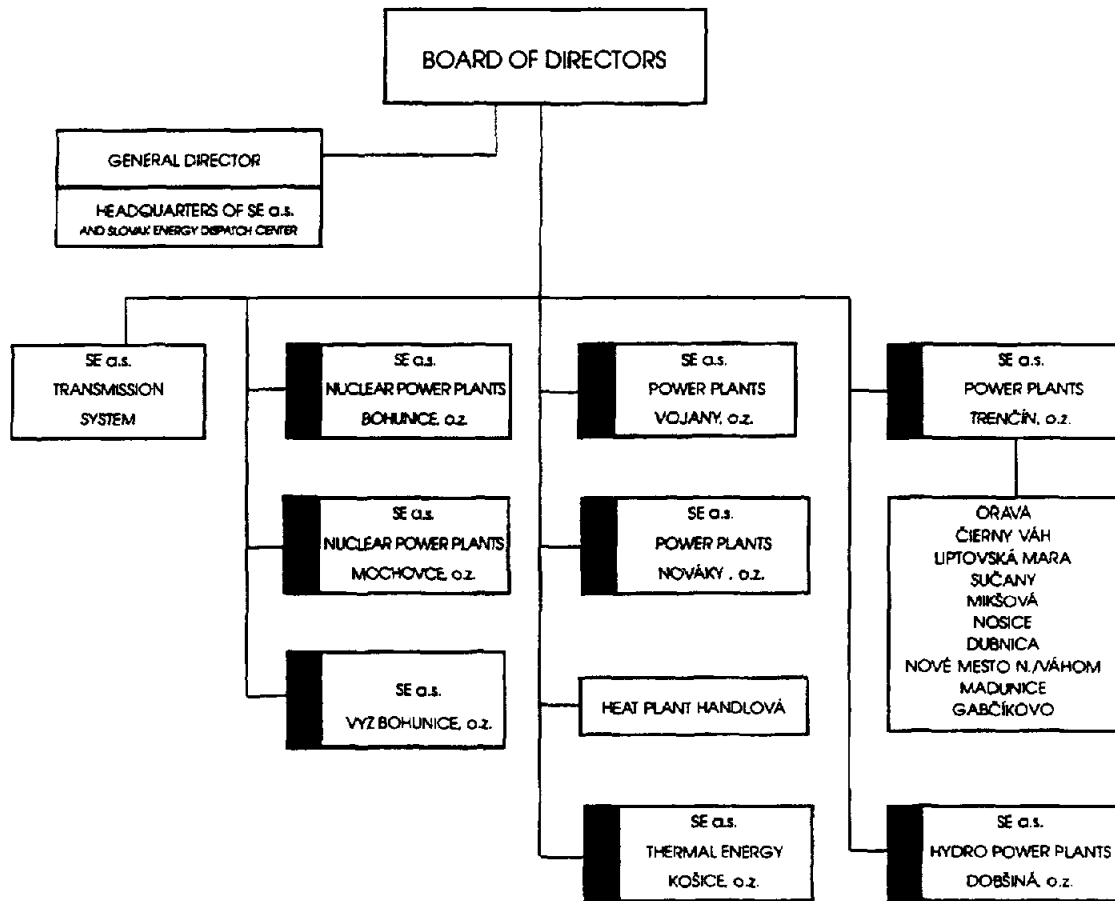 BOARD OF DIRECTORS
GENERAL DIRECTOR
HEADQUARTERS OF SE a.s.
AND SLOVAK ENERGY DISPATCH CENTER
SE a.s.
TRANSMISSION
SYSTEM
SE a.s.
NUCLEAR POWER PLANTS
BOHUNICE, o.z.
SE a.s.
POWER PLANTS
VOJANY, o.z.
SE a.s.
POWER PLANTS
TRENČÍN, o.z.
SE a.s.
NUCLEAR POWER PLANTS
MOCHOVCE, o.z.
SE a.s.
POWER PLANTS
NOVÁKY , o.z.
ORAVA
ČIERNY VÁH
LIPTOVSKÁ MARA
SUČANY
MIKŠOVÁ
NOSICE
DUBNICA
NOVÉ MESTO N./VÁHOM
MADUNICE
GABČÍKOVO
SE a.s.
VYZ BOHUNICE, o.z.
HEAT PLANT HANDLOVÁ
SE a.s.
THERMAL ENERGY
KOŠICE, o.z.
SE a.s.
HYDRO POWER PLANTS
DOBŠINÁ, o.z.